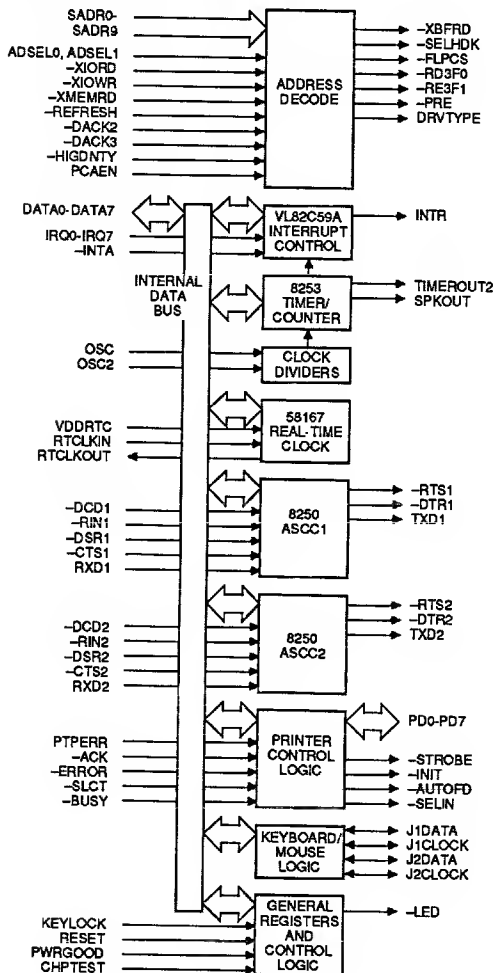 SADR0-
SADR9
ADSEL0, ADSEL1
-XIORD
-XIOWR
-XMEMRD
-REFRESH
-DACK2
-DACK3
-HIGDNTY
PCAEN
ADDRESS
DECODE
-XBFRD
-SELHDK
-FLPCS
-RD3F0
-RE3F1
-PRE
DRVTYPE
DATA0-DATA7
IRQ0-IRQ7
-INTA
INTERNAL
DATA
BUS
VL82C59A
INTERRUPT
CONTROL
INTR
8253
TIMER/
COUNTER
TIMEROUT2
SPKOUT
OSC
OSC2
CLOCK
DIVIDERS
VDDRTC
RTCLKIN
RTCLKOUT
58167
REAL-TIME
CLOCK
-DCD1
-RIN1
-DSR1
-CTS1
RXD1
8250
ASCC1
-RTS1
-DTR1
TXD1
-DCD2
-RIN2
-DSR2
-CTS2
RXD2
8250
ASCC2
-RTS2
-DTR2
TXD2
PTPERR
-ACK
-ERROR
-SLCT
-BUSY
PRINTER
CONTROL
LOGIC
PD0-PD7
-STROBE
-INIT
-AUTOFD
-SELIN
KEYBOARD/
MOUSE
LOGIC
J1DATA
J1CLOCK
J2DATA
J2CLOCK
KEYLOCK
RESET
PWRGOOD
CHPTEST
GENERAL
REGISTERS
AND
CONTROL
LOGIC
-LED